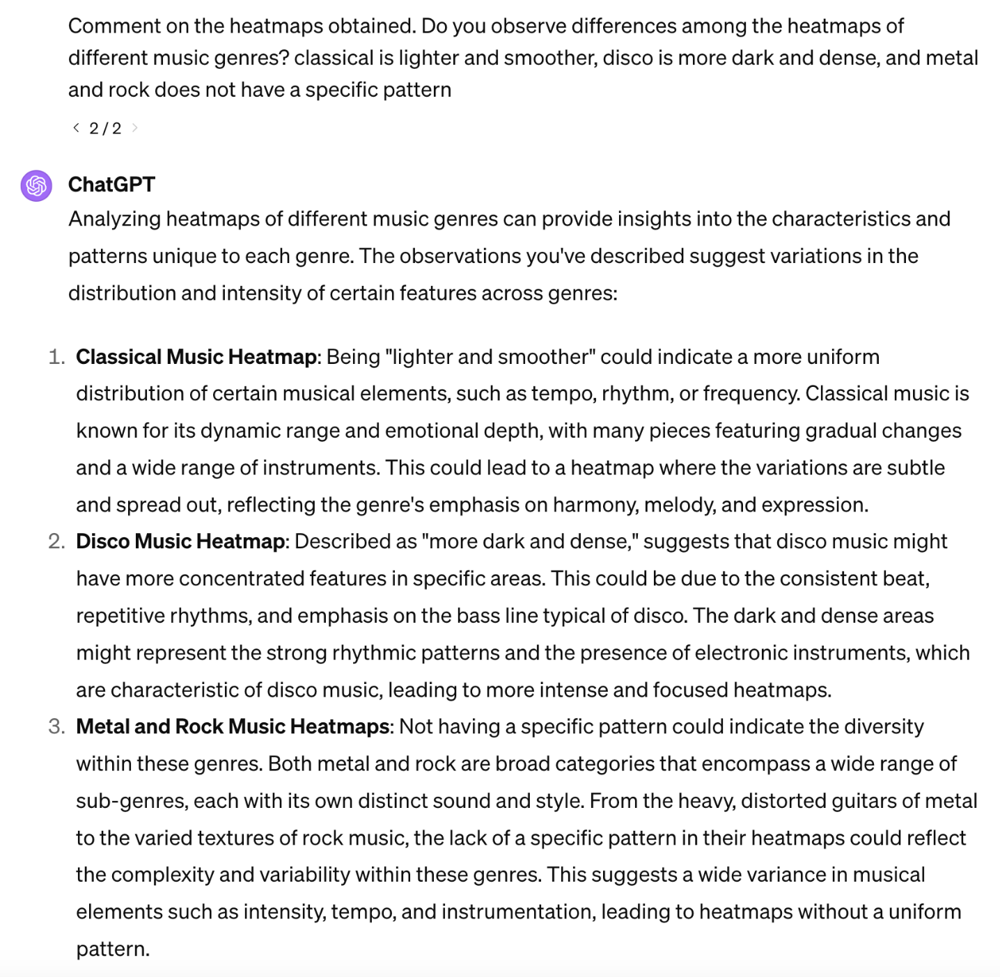 Comment on the heatmaps obtained. Do you observe differences among the heatmaps of
different music genres? classical is lighter and smoother, disco is more dark and dense, and metal
and rock does not have a specific pattern
< 2 / 2 >
ChatGPT
Analyzing heatmaps of different music genres can provide insights into the characteristics and
patterns unique to each genre. The observations you've described suggest variations in the
distribution and intensity of certain features across genres:
1. Classical Music Heatmap: Being "lighter and smoother" could indicate a more uniform
distribution of certain musical elements, such as tempo, rhythm, or frequency. Classical music is
known for its dynamic range and emotional depth, with many pieces featuring gradual changes
and a wide range of instruments. This could lead to a heatmap where the variations are subtle
and spread out, reflecting the genre's emphasis on harmony, melody, and expression.
2. Disco Music Heatmap: Described as "more dark and dense," suggests that disco music might
have more concentrated features in specific areas. This could be due to the consistent beat,
repetitive rhythms, and emphasis on the bass line typical of disco. The dark and dense areas
might represent the strong rhythmic patterns and the presence of electronic instruments, which
are characteristic of disco music, leading to more intense and focused heatmaps.
3. Metal and Rock Music Heatmaps: Not having a specific pattern could indicate the diversity
within these genres. Both metal and rock are broad categories that encompass a wide range of
sub-genres, each with its own distinct sound and style. From the heavy, distorted guitars of metal
to the varied textures of rock music, the lack of a specific pattern in their heatmaps could reflect
the complexity and variability within these genres. This suggests a wide variance in musical
elements such as intensity, tempo, and instrumentation, leading to heatmaps without a uniform
pattern.